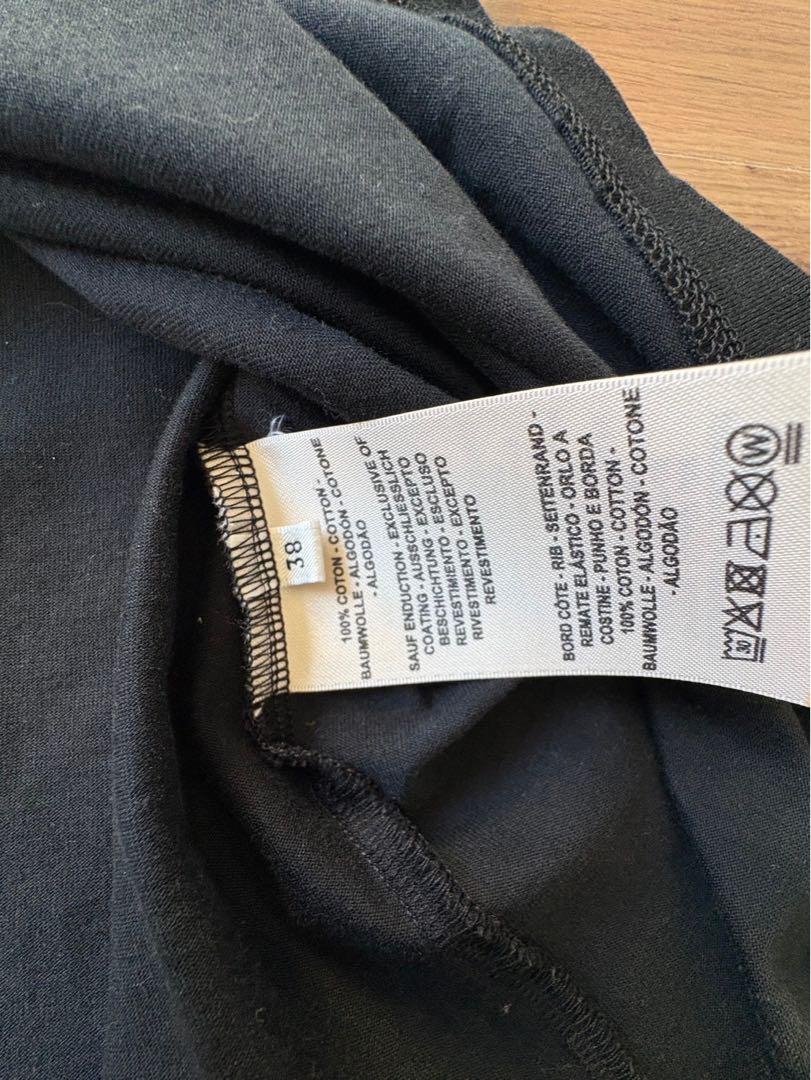 38
100% COTON - COTTON -
BAUMWOLLE - ALGODÓN - COTONE
- ALGODÃO
SAUF ENDUCTION - EXCLUSIVE OF
COATING - AUSSCHLIESSLICH
BESCHICHTUNG - EXCEPTO
REVESTIMIENTO - ESCLUSO
RIVESTIMENTO - EXCEPTO
REVESTIMENTO
BORD CÔTE - RIB - SEITENRAND -
REMATE ELÁSTICO - ORLO A
COSTINE - PUNHO E BORDA
100% COTON - COTTON -
BAUMWOLLE - ALGODÓN - COTONE
- ALGODÃO
30
W